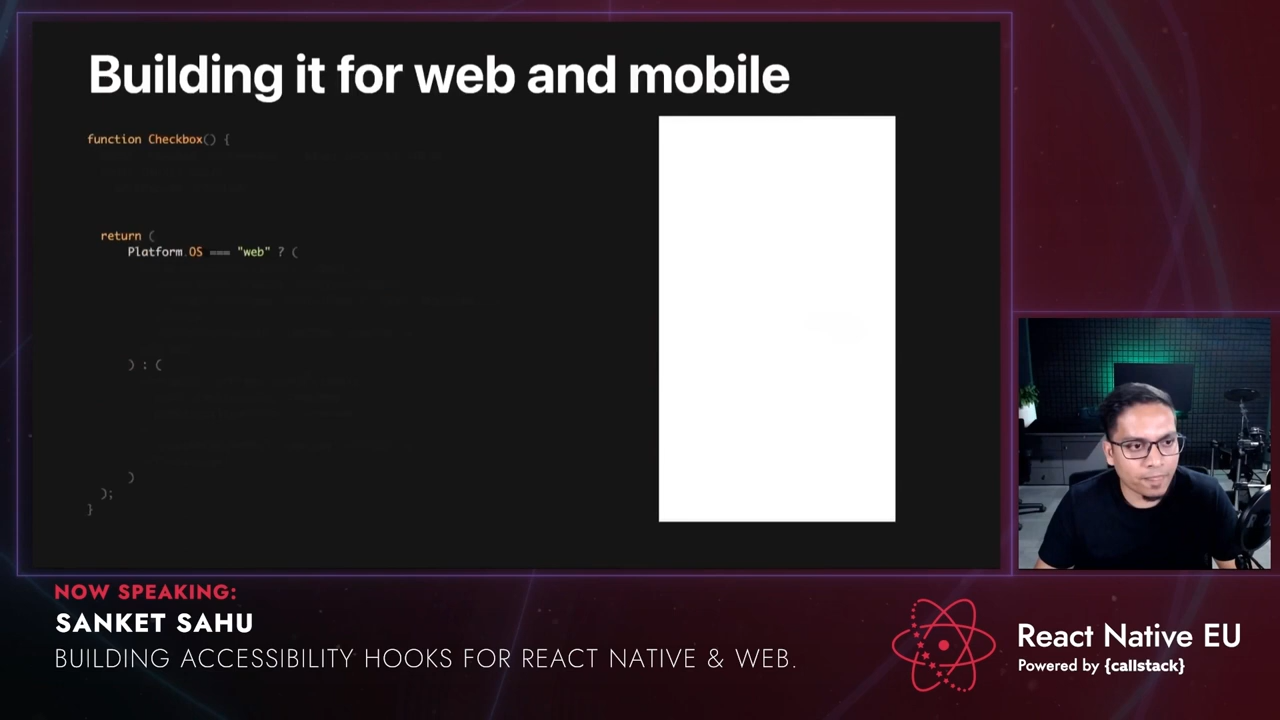 Building it for web and mobile
function Checkbox() {
return (
Platform.OS === "web" ? (
) : (
)
);
}
NOW SPEAKING:
SANKET SAHU
BUILDING ACCESSIBILITY HOOKS FOR REACT NATIVE & WEB.
React Native EU
Powered by {callstack}